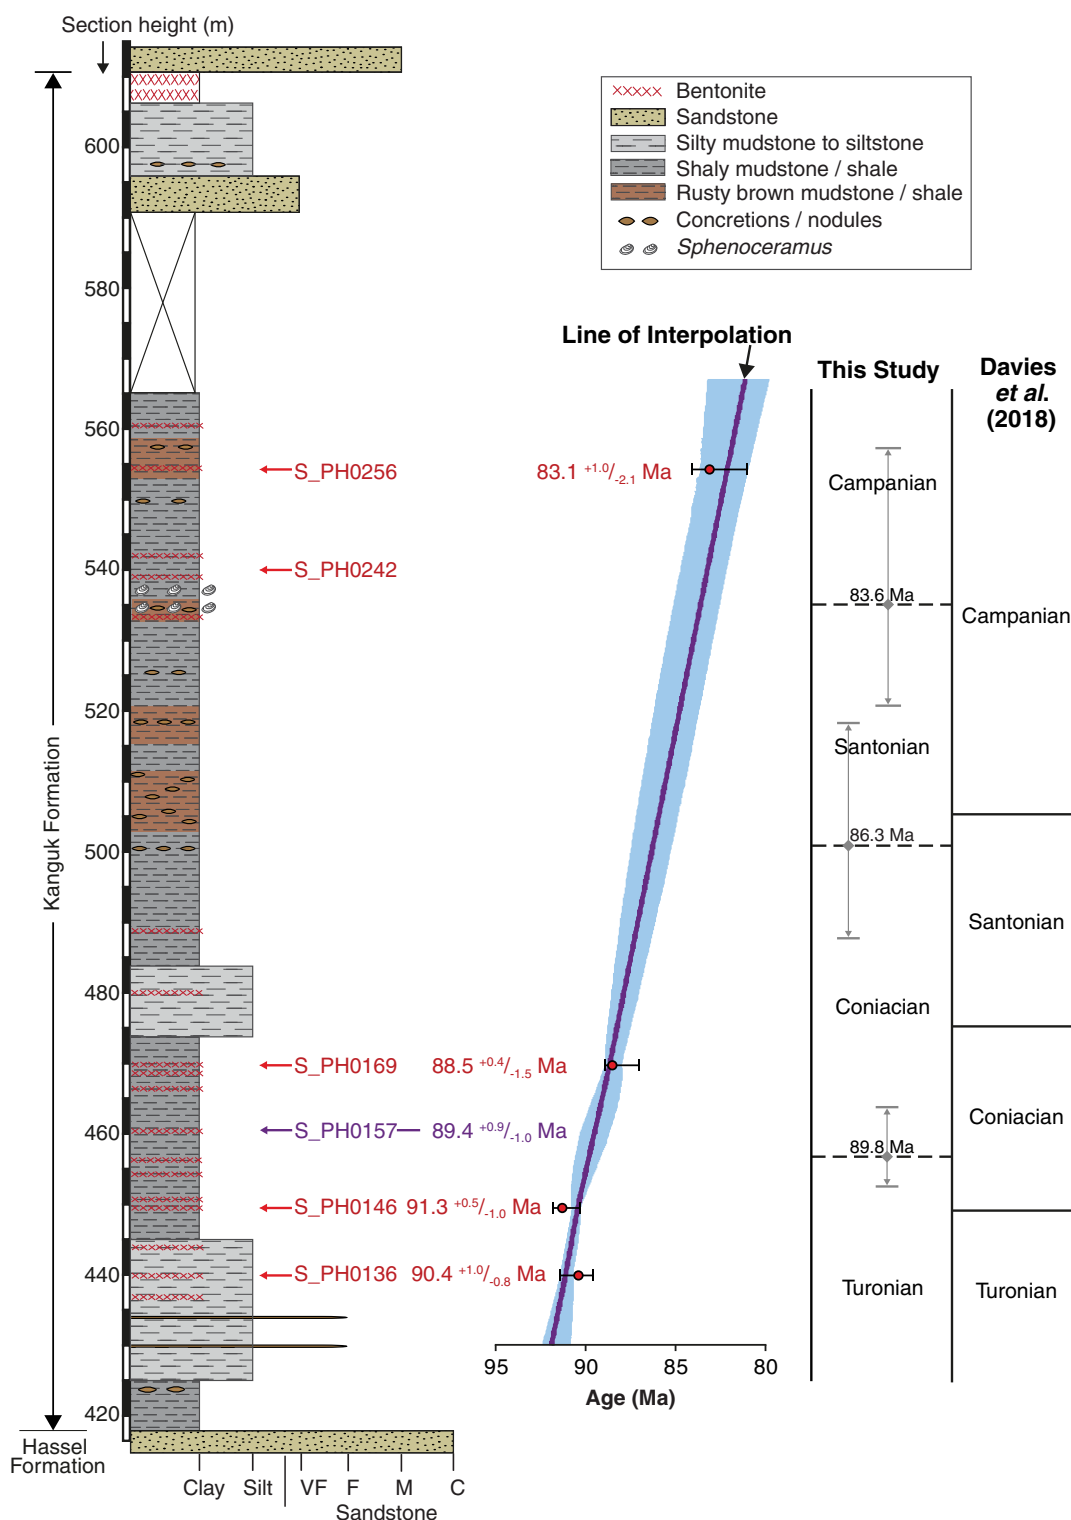 Section height (m)
Bentonite
Sandstone
Silty mudstone to siltstone
Shaly mudstone / shale
Rusty brown mudstone / shale
Concretions / nodules
Sphenoceramus
600
580
560
540
520
500
480
460
440
420
Kanguk Formation
Hassel
Formation
Clay
Silt
VF
F
M
C
Sandstone
S_PH0256
S_PH0242
S_PH0169
S_PH0157
S_PH0146
S_PH0136
83.1 +1.0/-2.1 Ma
88.5 +0.4/-1.5 Ma
89.4 +0.9/-1.0 Ma
91.3 +0.5/-1.0 Ma
90.4 +1.0/-0.8 Ma
Line of Interpolation
95
90
85
80
Age (Ma)
This Study
Campanian
83.6 Ma
Santonian
86.3 Ma
Coniacian
89.8 Ma
Turonian
Davies
et al.
(2018)
Campanian
Santonian
Coniacian
Turonian